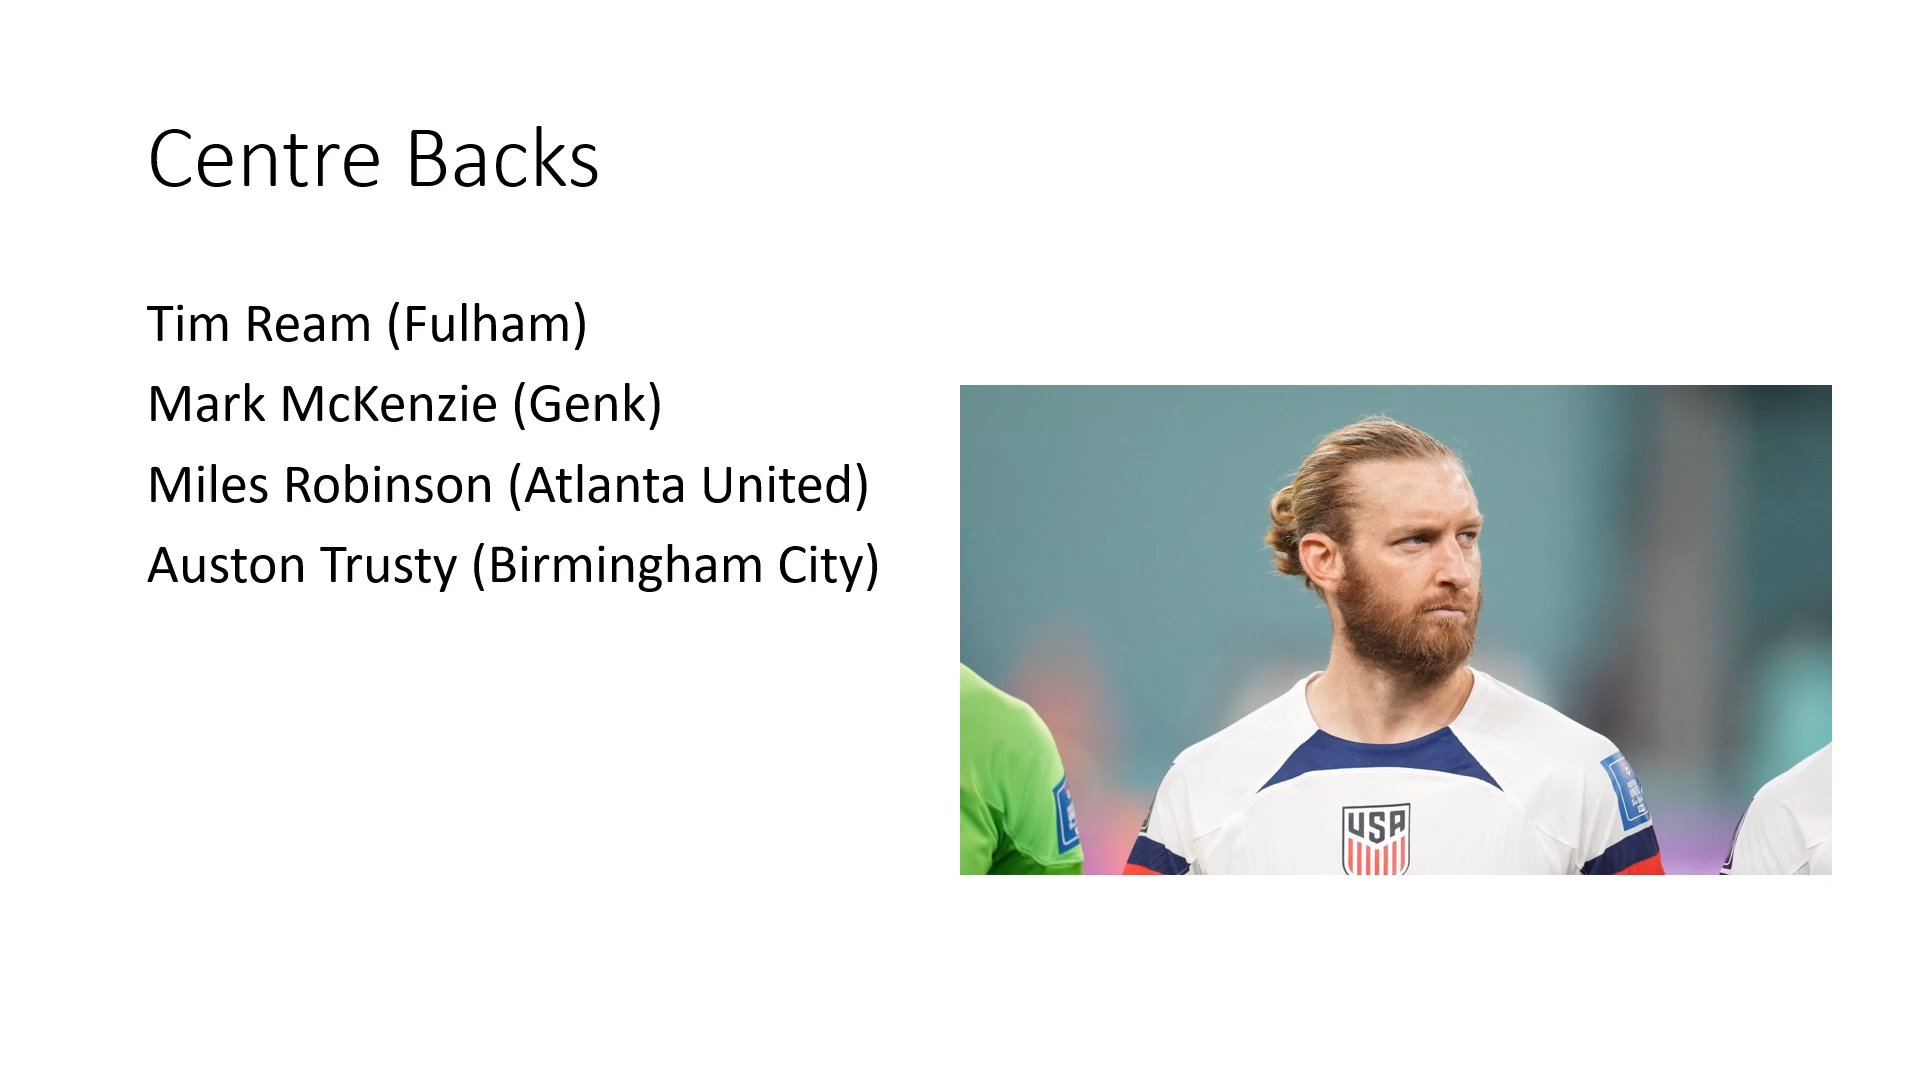 Centre Backs
Tim Ream (Fulham)
Mark McKenzie (Genk)
Miles Robinson (Atlanta United)
Auston Trusty (Birmingham City)
USA